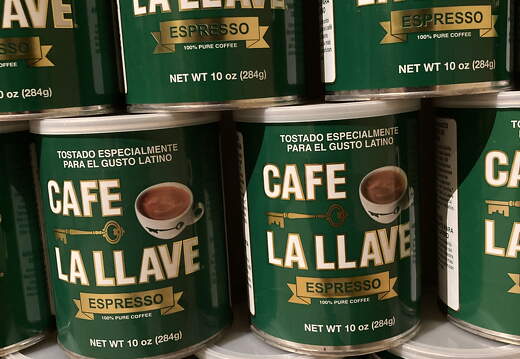 LA LLAVE
ESPRESSO
100% PURE COFFEE
NET WT 10 oz (284g)
ESPRESSO
100% PURE COFFEE
NET WT 10 oz (284g)
TOSTADO ESPECIALMENTE
PARA EL GUSTO LATINO
CAFE
LA LLAVE
ESPRESSO
100% PURE COFFEE
NET WT 10 oz (284g)
TOSTADO ESPECIALMENTE
PARA EL GUSTO LATINO
CAFE
LA LLAVE
ESPRESSO
100% PURE COFFEE
NET WT 10 oz (284g)